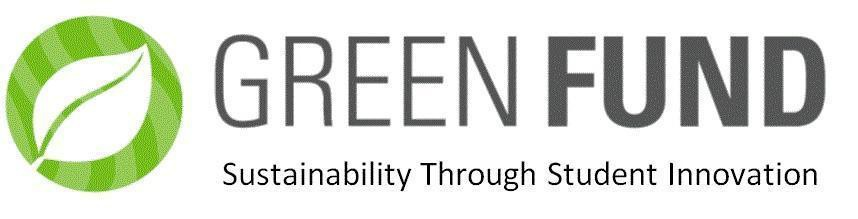 GREEN FUND
Sustainability Through Student Innovation